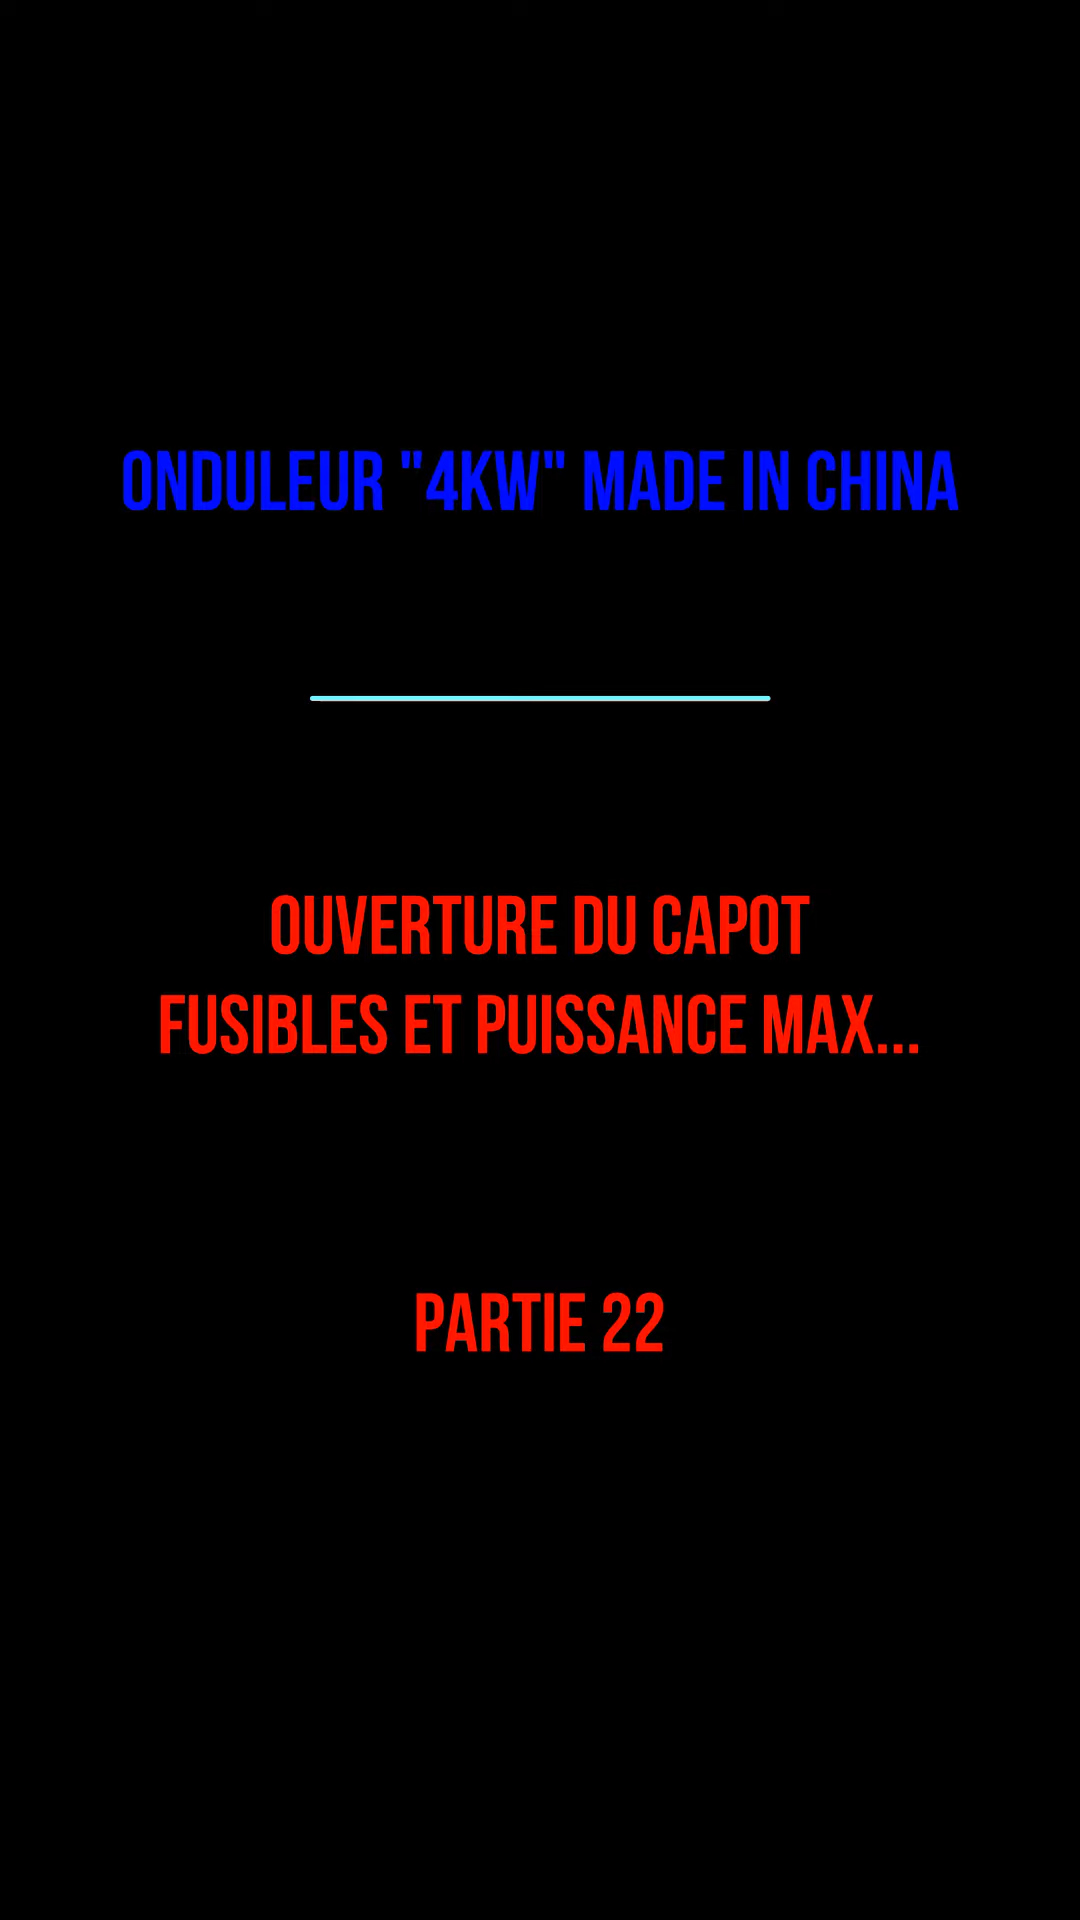 ONDULEUR "4KW" MADE IN CHINA
OUVERTURE DU CAPOT
FUSIBLES ET PUISSANCE MAX...
PARTIE 22